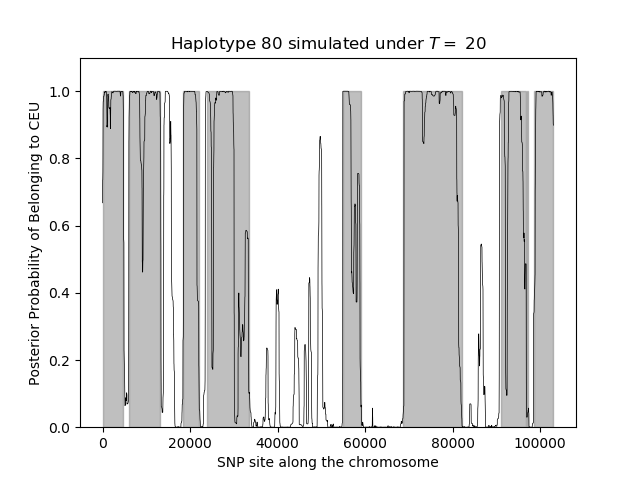 Haplotype 80 simulated under T = 20
Posterior Probability of Belonging to CEU
1.0
0.8
0.6
0.4
0.2
0.0
0 20000 40000 60000 80000 100000
SNP site along the chromosome